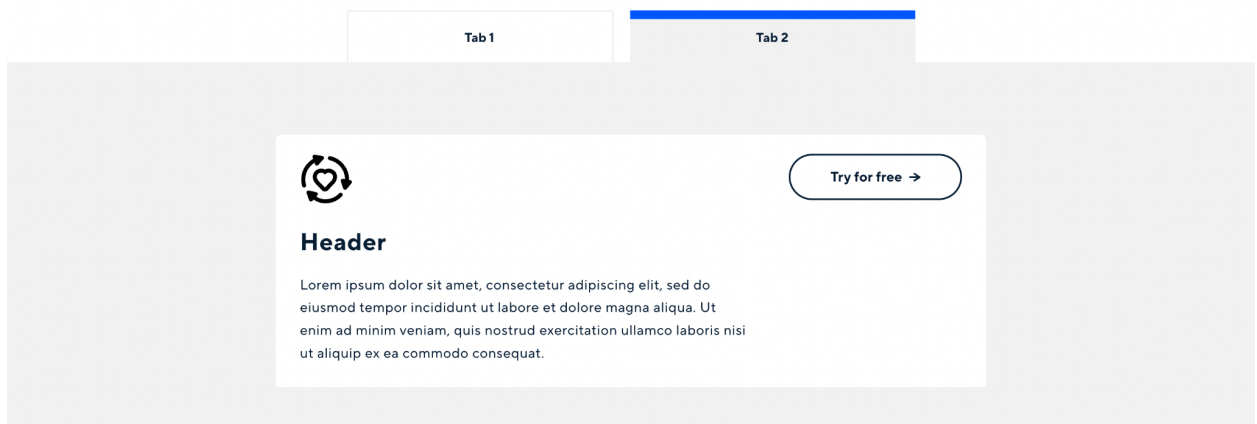 Tab 1
Tab 2
Try for free →
Header
Lorem ipsum dolor sit amet, consectetur adipiscing elit, sed do
eiusmod tempor incididunt ut labore et dolore magna aliqua. Ut
enim ad minim veniam, quis nostrud exercitation ullamco laboris nisi
ut aliquip ex ea commodo consequat.